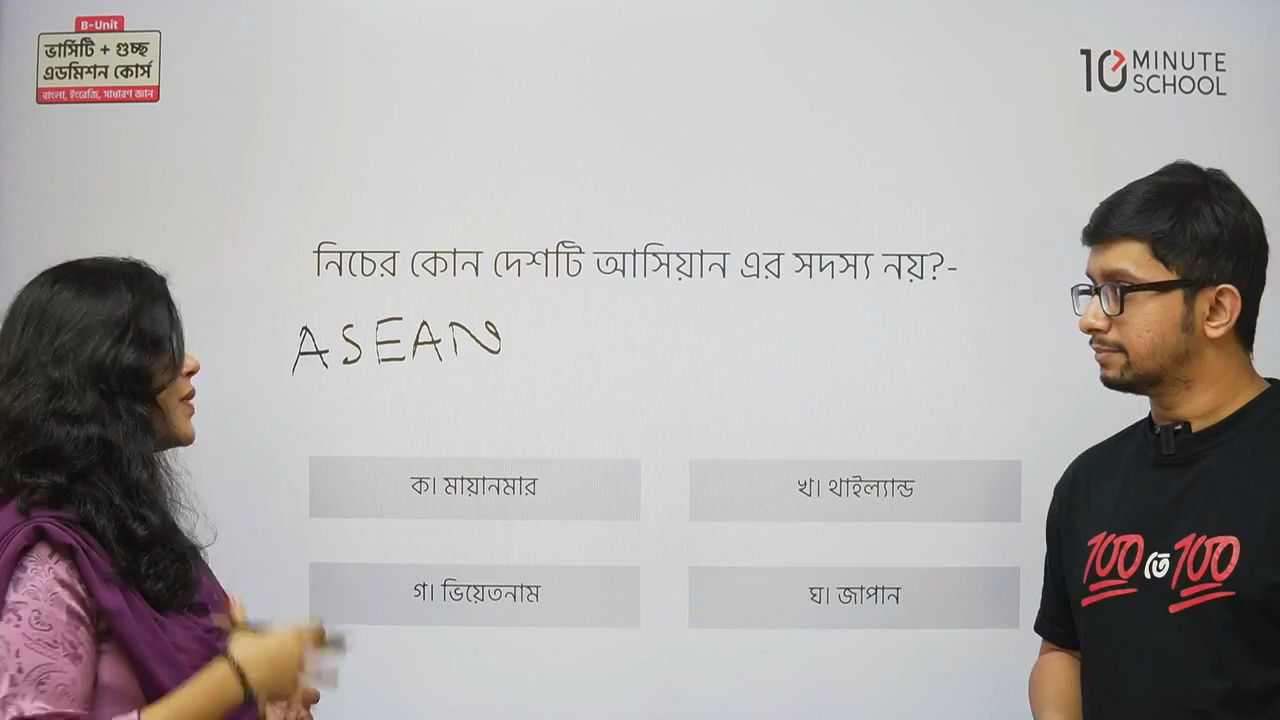 B-Unit
ভার্সিটি + গুচ্ছ
এডমিশন কোর্স
বাংলা, ইংরেজি, সাধারণ জ্ঞান
10 MINUTE
SCHOOL
নিচের কোন দেশটি আসিয়ান এর সদস্য নয়?-
ASEAN
ক। মায়ানমার
খ। থাইল্যান্ড
গ। ভিয়েতনাম
ঘ। জাপান
100 তে 100